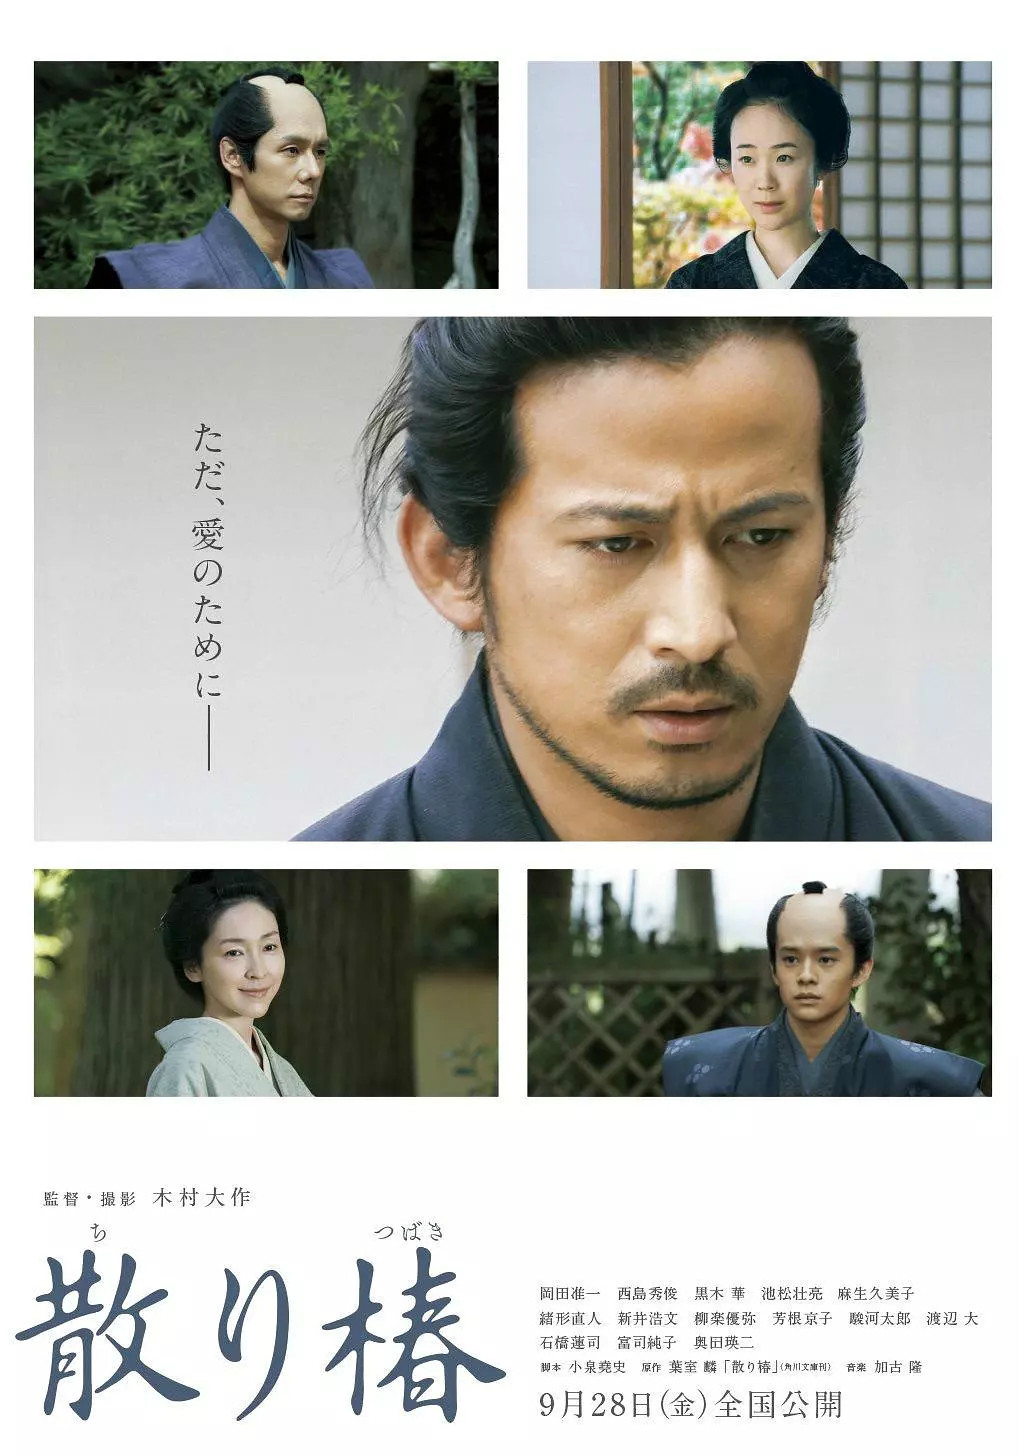 ただ、愛のために――
監督・撮影 木村大作
ち つばき
散り椿
岡田准一 西島秀俊 黒木 華 池松壮亮 麻生久美子
緒形直人 新井浩文 柳楽優弥 芳根京子 駿河太郎 渡辺 大
石橋蓮司 富司純子 奥田瑛二
脚本 小泉堯史 原作 葉室 麟「散り椿」(角川文庫刊) 音楽 加古 隆
9月28日(金)全国公開